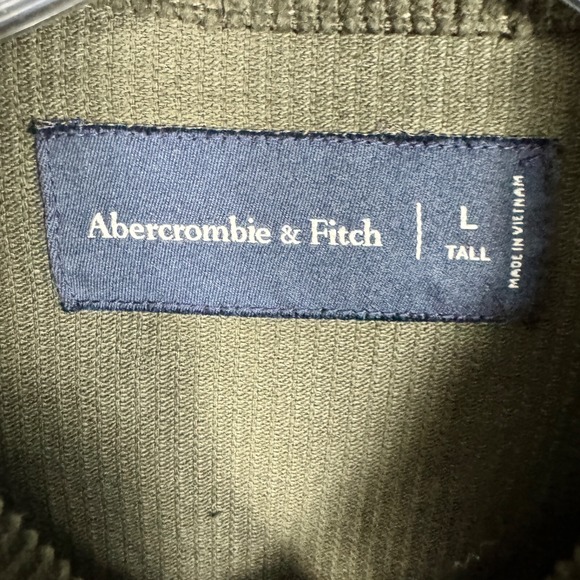 Abercrombie & Fitch
L
TALL
MADE IN VIETNAM